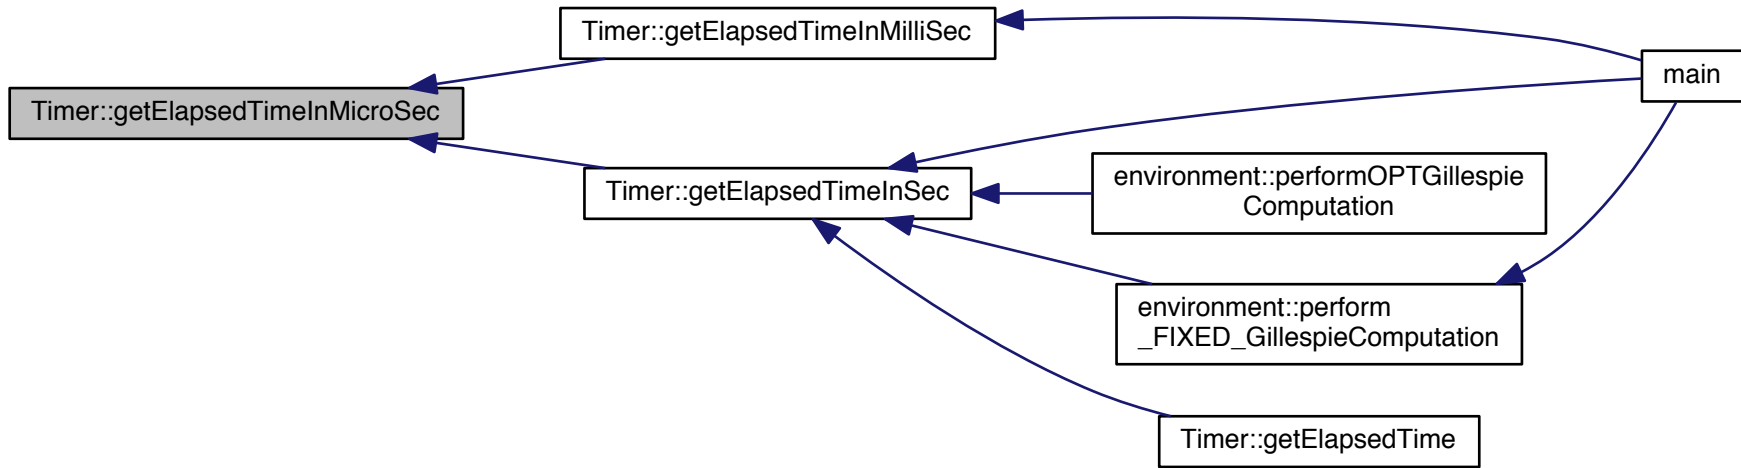 Timer::getElapsedTimeInMicroSec
Timer::getElapsedTimeInMilliSec
Timer::getElapsedTimeInSec
main
environment::performOPTGillespie
Computation
environment::perform
_FIXED_GillespieComputation
Timer::getElapsedTime